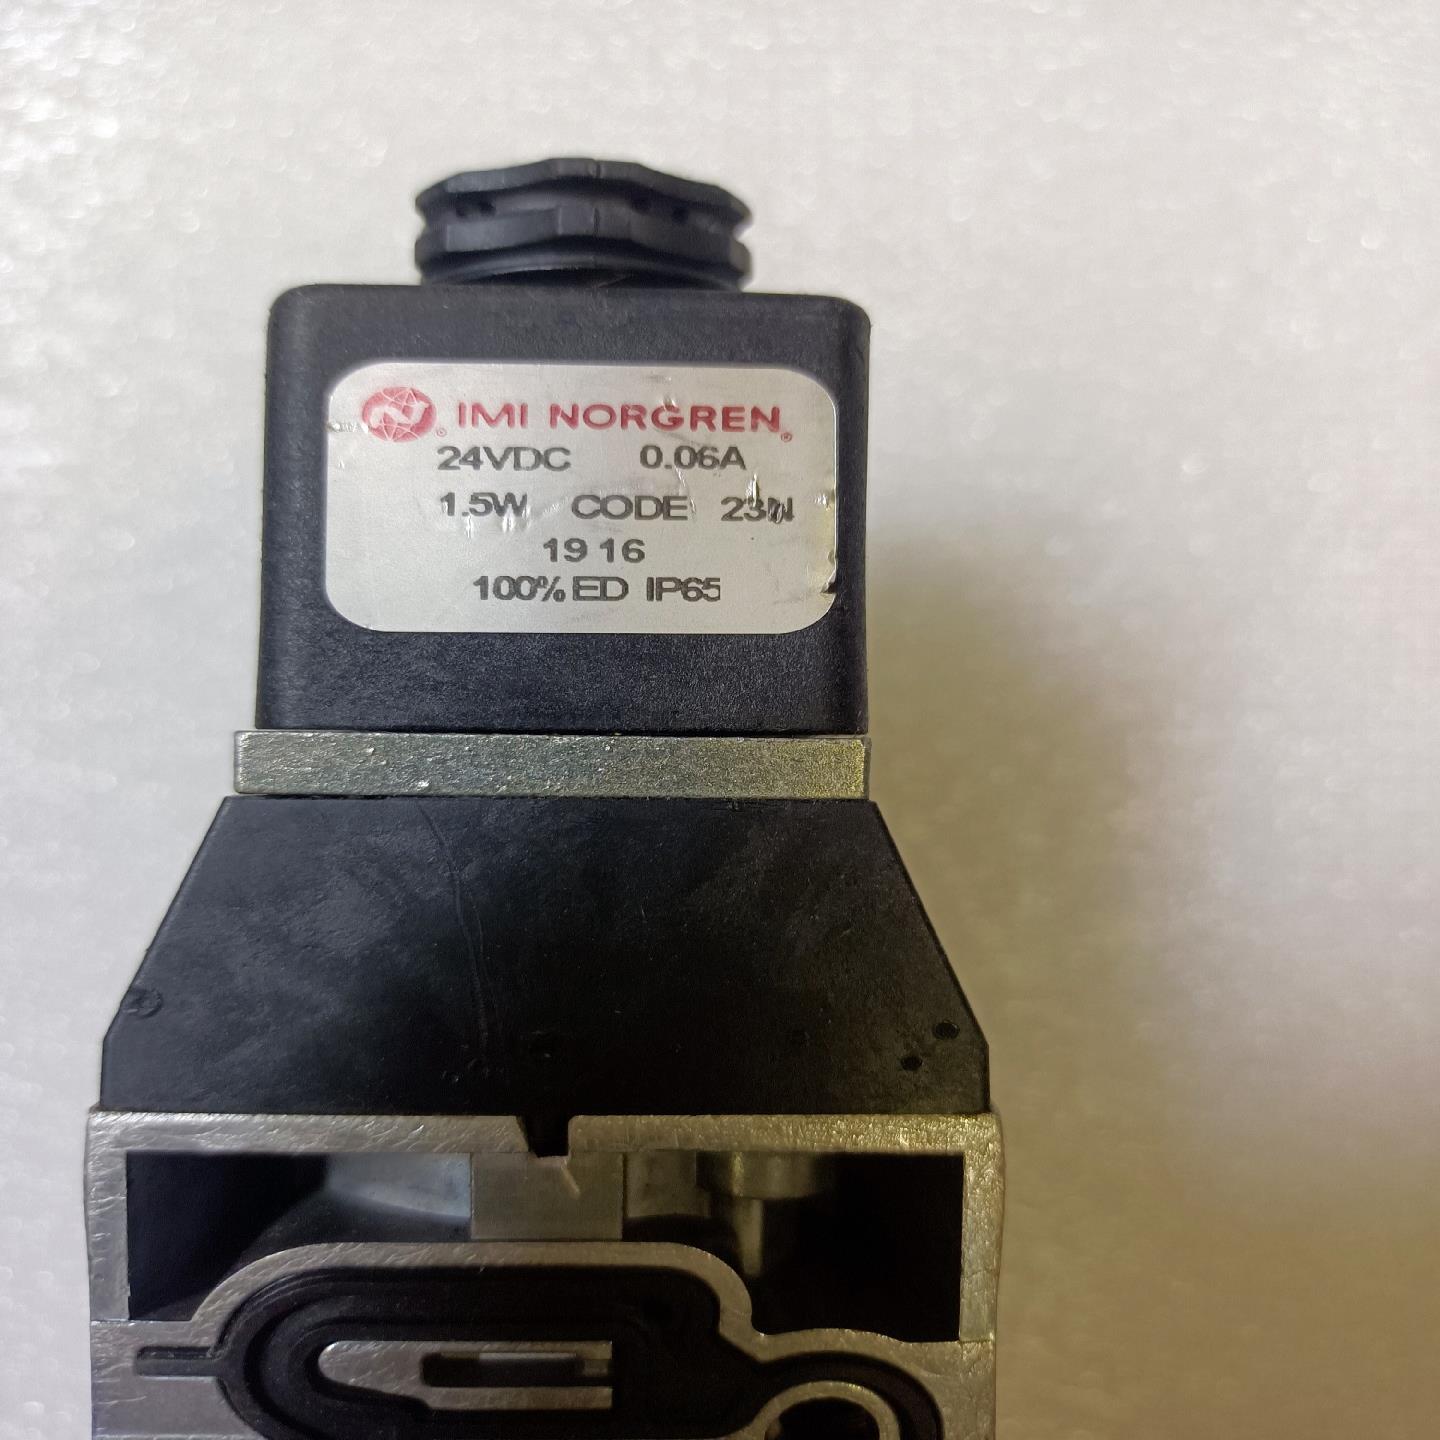 IMI NORGREN
24VDC 0.06A
1.5W CODE
19 16
100% ED IP65